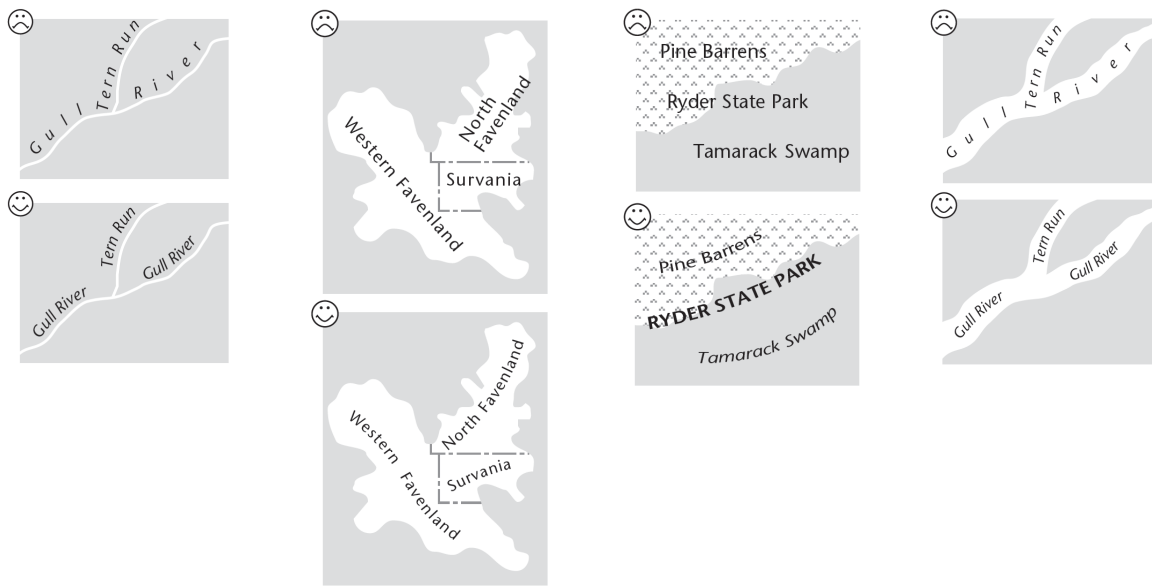 Gull River
Tern Run
Gull River
Tern Run
Gull River
Western Favenland
North
Favenland
Survania
Western Favenland
North Favenland
Survania
Pine Barrens
Ryder State Park
Tamarack Swamp
Pine Barrens
RYDER STATE PARK
Tamarack Swamp
Gull River
Tern Run
Gull River
Tern Run
Gull River